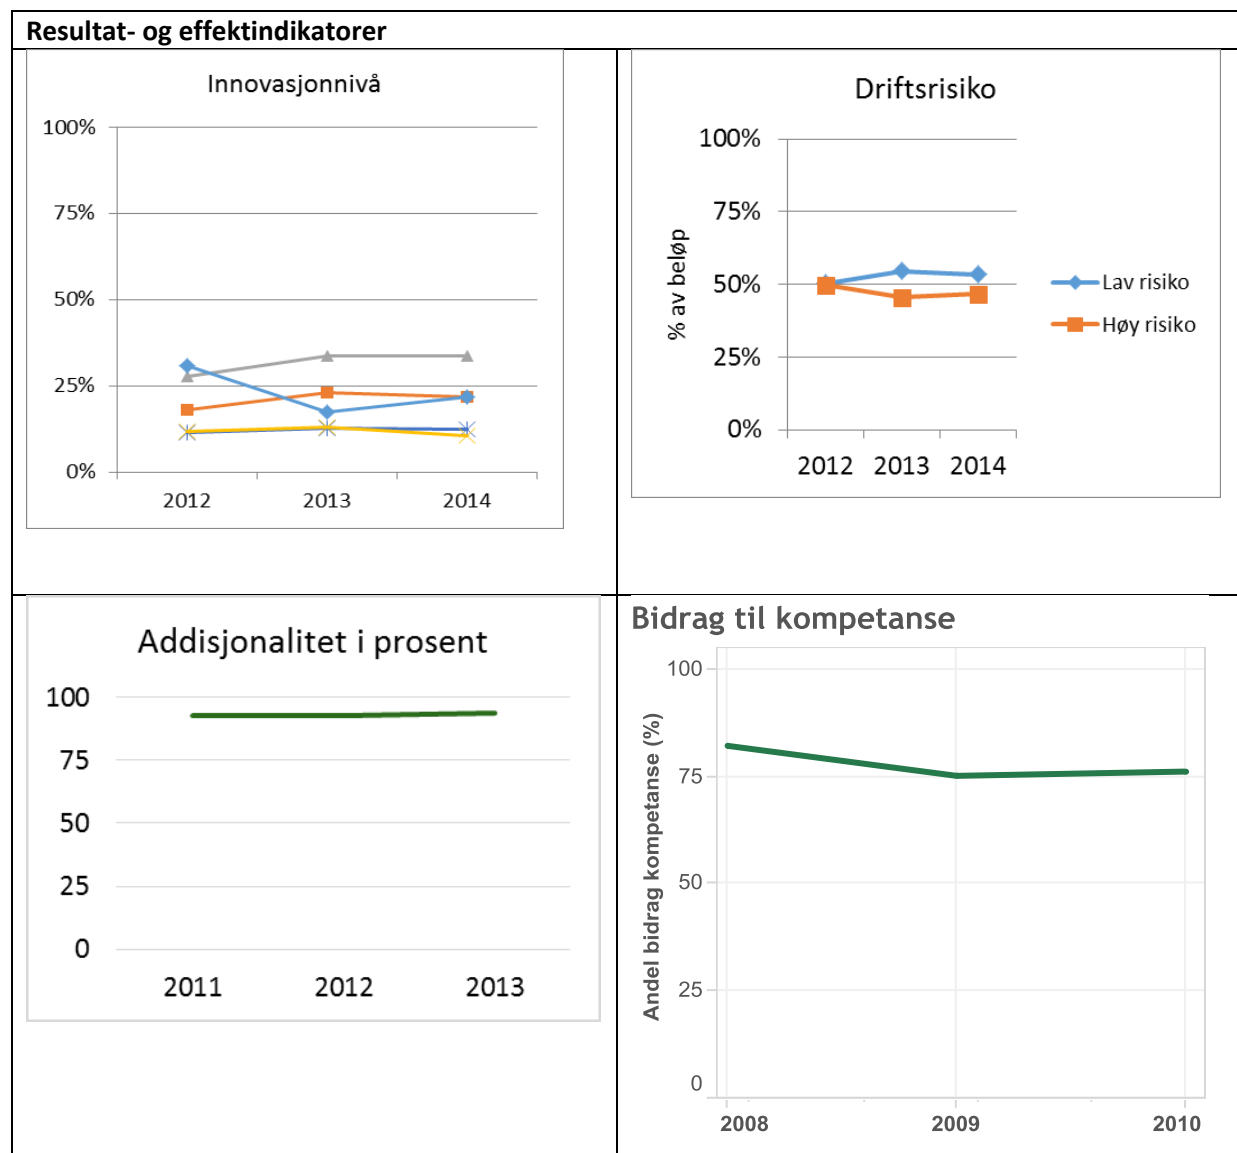 Resultat- og effektindikatorer
Innovasjonnivå
100%
75%
50%
25%
0%
2012 2013 2014
Driftsrisiko
% av beløp
100%
75%
50%
25%
0%
2012 2013 2014
Lav risiko
Høy risiko
Addisjonalitet i prosent
100
75
50
25
0
2011 2012 2013
Bidrag til kompetanse
Andel bidrag kompetanse (%)
100
75
50
25
0
2008 2009 2010